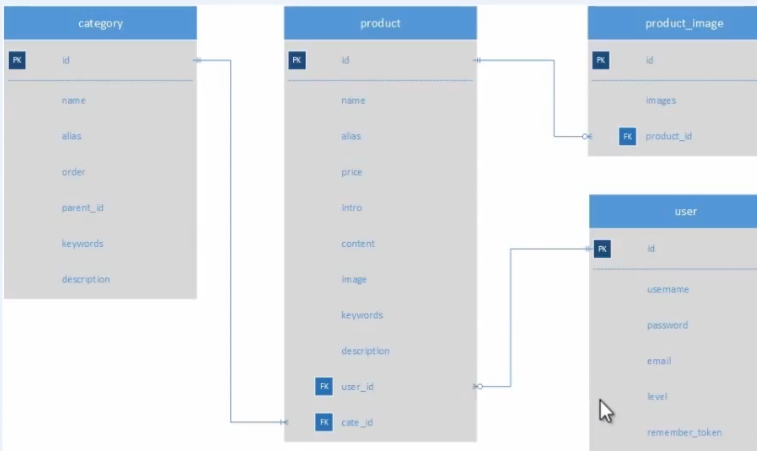 category
PK id
name
alias
order
parent_id
keywords
description
product
PK id
name
alias
price
intro
content
image
keywords
description
FK user_id
FK cate_id
product_image
PK id
images
FK product_id
user
PK id
username
password
email
level
remember_token